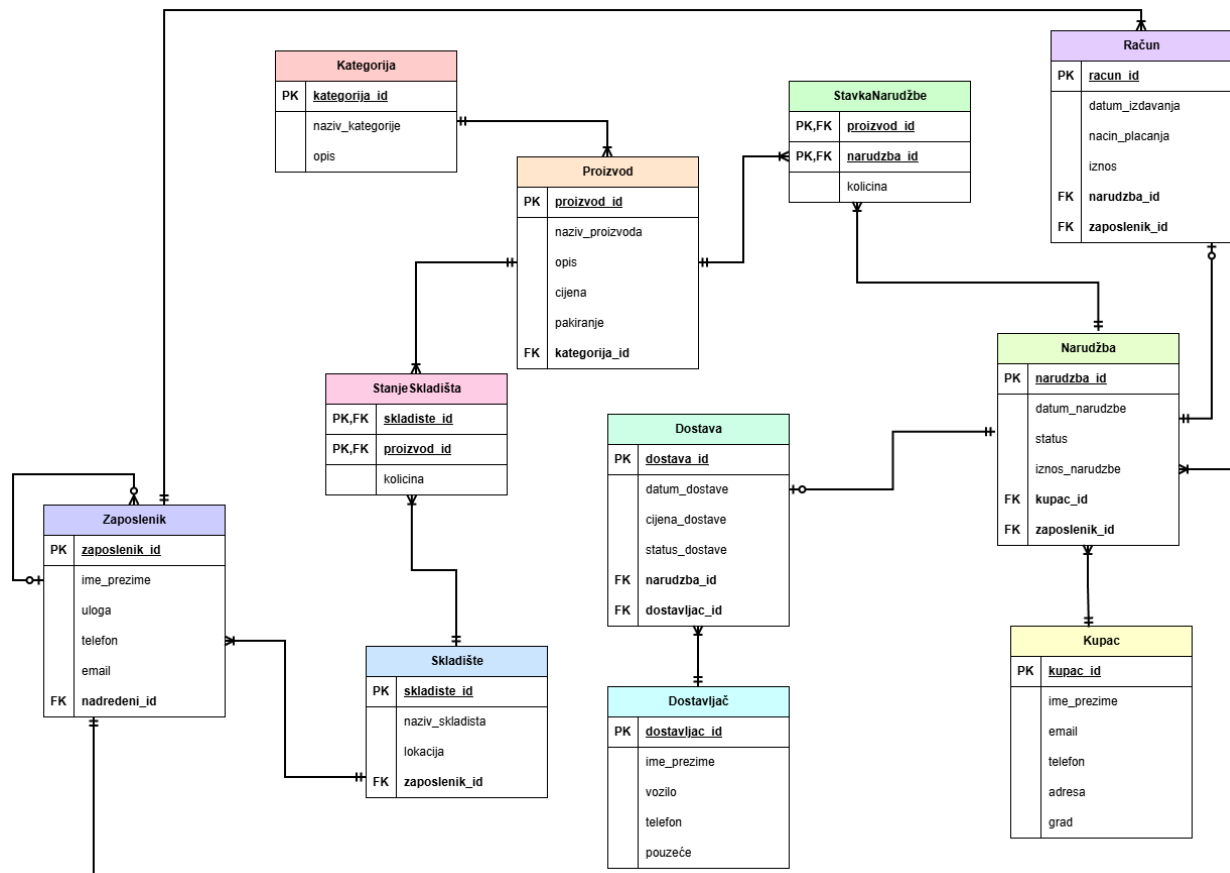 Kategorija
PK kategorija_id
naziv_kategorije
opis
Proizvod
PK proizvod_id
naziv_proizvoda
opis
cijena
pakiranje
FK kategorija_id
StavkaNarudžbe
PK,FK proizvod_id
PK,FK narudzba_id
kolicina
Račun
PK racun_id
datum_izdavanja
nacin_placanja
iznos
FK narudzba_id
FK zaposlenik_id
StanjeSkladišta
PK,FK skladiste_id
PK,FK proizvod_id
kolicina
Dostava
PK dostava_id
datum_dostave
cijena_dostave
status_dostave
FK narudzba_id
FK dostavljac_id
Narudžba
PK narudzba_id
datum_narudzbe
status
iznos_narudzbe
FK kupac_id
FK zaposlenik_id
Zaposlenik
PK zaposlenik_id
ime_prezime
uloga
telefon
email
FK nadredeni_id
Skladište
PK skladiste_id
naziv_skladista
lokacija
FK zaposlenik_id
Dostavljač
PK dostavljac_id
ime_prezime
vozilo
telefon
pouzeće
Kupac
PK kupac_id
ime_prezime
email
telefon
adresa
grad